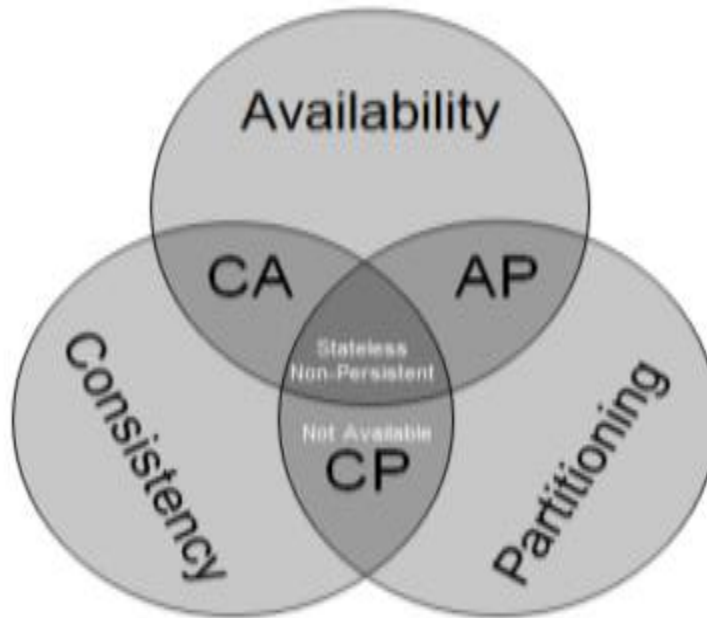 Availability
CA
AP
Stateless
Non-Persistent
Consistency
Not Available
CP
Partitioning